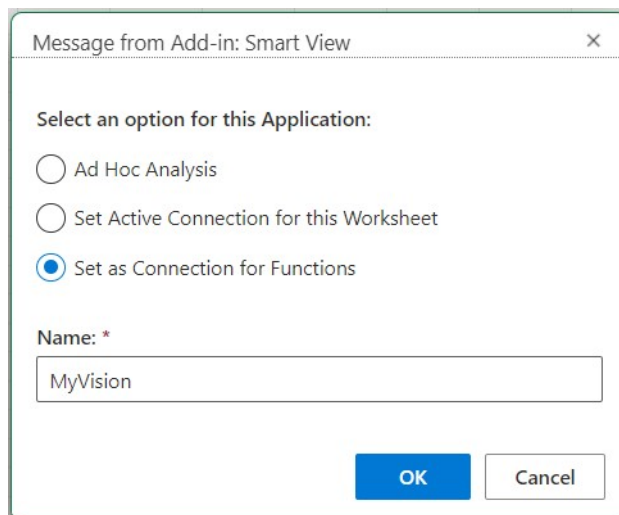 Message from Add-in: Smart View
Select an option for this Application:
Ad Hoc Analysis
Set Active Connection for this Worksheet
Set as Connection for Functions
Name: *
MyVision
OK Cancel